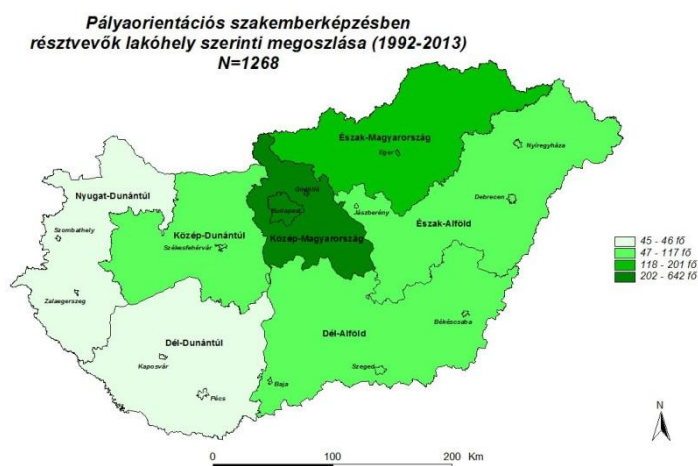 Pályaorientációs szakemberképzésben
résztvevők lakóhely szerinti megoszlása (1992-2013)
N=1268
Észak-Magyarország
Eger
Nyíregyháza
Nyugat-Dunántúl
Gödöllő
Budapest
Jászberény
Debrecen
Szombathely
Közép-Dunántúl
Székesfehérvár
Közép-Magyarország
Észak-Alföld
45 - 46 fő
47 - 117 fő
118 - 201 fő
202 - 642 fő
Zalaegerszeg
Dél-Alföld
Békéscsaba
Dél-Dunántúl
Kaposvár
Szeged
Baja
Pécs
N
0 100 200 Km